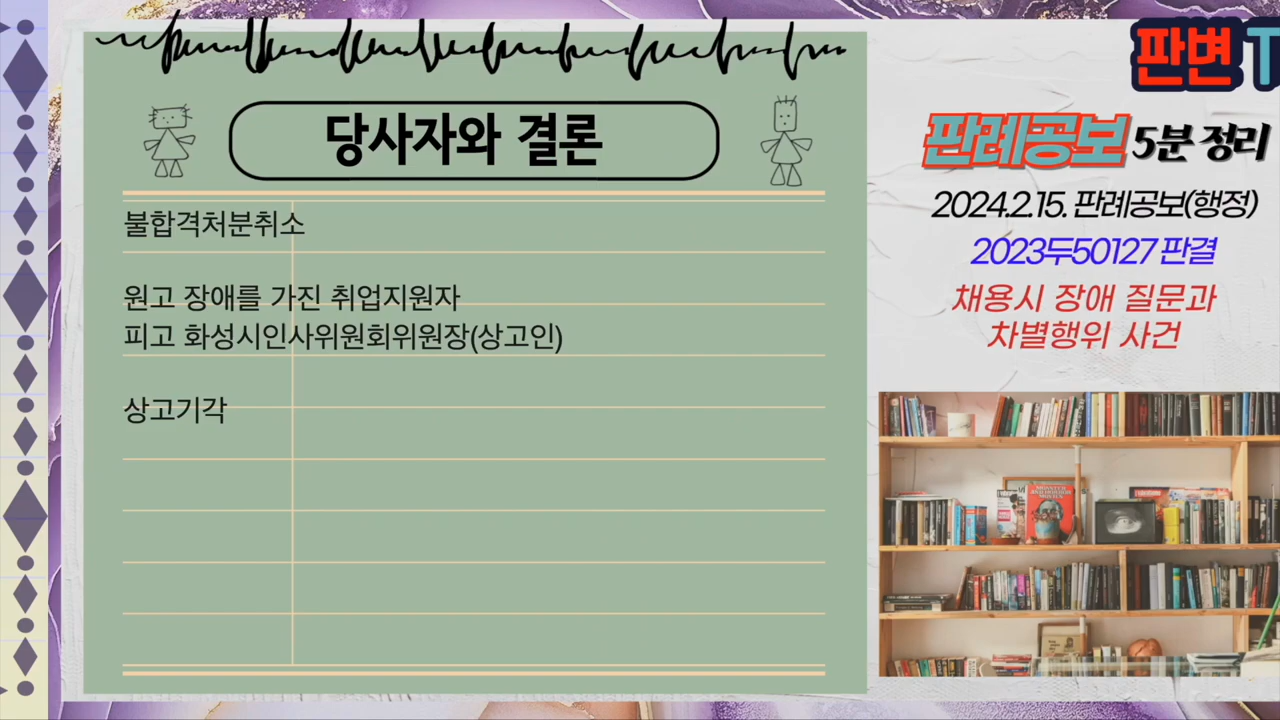 당사자와 결론
불합격처분취소
원고 장애를 가진 취업지원자
피고 화성시인사위원회위원장(상고인)
상고기각
판변 T
판례공보 5분 정리
2024.2.15. 판례공보(행정)
2023두50127 판결
채용시 장애 질문과
차별행위 사건